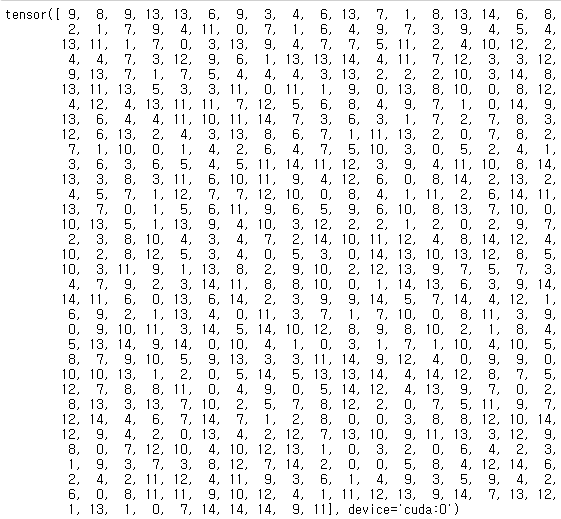 tensor([ 9,  8,  9, 13, 13,  6,  9,  3,  4,  6, 13,  7,  1,  8, 13, 14,  6,  8,
2,  1,  7,  9,  4, 11,  0,  7,  1,  6,  4,  9,  7,  3,  9,  4,  5,  4,
13, 11,  1,  7,  0,  3, 13,  9,  4,  7,  7,  5, 11,  2,  4, 10, 12,  2,
4,  4,  7,  3, 12,  9,  6,  1, 13, 13, 14,  4, 11,  7, 12,  3,  3, 12,
9, 13,  7,  1,  7,  5,  4,  4,  4,  3, 13,  2,  2,  2, 10,  3, 14,  8,
13, 11, 13,  5,  3,  3, 11,  0, 11,  1,  9,  0, 13,  8, 10,  0,  8, 12,
4, 12,  4, 13, 11, 11,  7, 12,  5,  6,  8,  4,  9,  7,  1,  0, 14,  9,
13,  6,  4,  4, 11, 10, 11, 14,  7,  3,  6,  3,  1,  7,  2,  7,  8,  3,
12,  6, 13,  2,  4,  3, 13,  8,  6,  7,  1, 11, 13,  2,  0,  7,  8,  2,
7,  1, 10,  0,  1,  4,  2,  6,  4,  7,  5, 10,  3,  0,  5,  2,  4,  1,
3,  6,  3,  6,  5,  4,  5, 11, 14, 11, 12,  3,  9,  4, 11, 10,  8, 14,
13,  3,  8,  3, 11,  6, 10, 11,  9,  4, 12,  6,  0,  8, 14,  2, 13,  2,
4,  5,  7,  1, 12,  7,  7, 12, 10,  0,  8,  4,  1, 11,  2,  6, 14, 11,
13,  7,  0,  1,  5,  6, 11,  9,  6,  5,  9,  6, 10,  8, 13,  7, 10,  0,
10, 13,  5,  1, 13,  9,  4, 10,  3, 12,  2,  2,  1,  2,  0,  2,  9,  7,
2,  3,  8, 10,  4,  3,  4,  7,  2, 14, 10, 11, 12,  4,  8, 14, 12,  4,
10,  2,  8, 12,  5,  3,  4,  0,  5,  3,  0, 14, 13, 10, 13, 12,  8,  5,
10,  3, 11,  9,  1, 13,  8,  2,  9, 10,  2, 12, 13,  9,  7,  5,  7,  3,
4,  7,  9,  2,  3, 14, 11,  8,  8, 10,  0,  1, 14, 13,  6,  3,  9, 14,
14, 11,  6,  0, 13,  6, 14,  2,  3,  9,  9, 14,  5,  7, 14,  4, 12,  1,
6,  9,  2,  1, 13,  4,  0, 11,  3,  7,  1,  7, 10,  0,  8, 11,  3,  9,
0,  9, 10, 11,  3, 14,  5, 14, 10, 12,  8,  9,  8, 10,  2,  1,  8,  4,
5, 13, 14,  9, 14,  0, 10,  4,  1,  0,  3,  1,  7,  1, 10,  4, 10,  5,
8,  7,  9, 10,  5,  9, 13,  3,  3, 11, 14,  9, 12,  4,  0,  9,  9,  0,
10, 10, 13,  1,  2,  0,  5, 14,  5, 13, 13, 14,  4, 14, 12,  8,  7,  5,
12,  7,  8,  8, 11,  0,  4,  9,  0,  5, 14, 12,  4, 13,  9,  7,  0,  2,
8, 13,  3, 13,  7, 10,  2,  5,  7,  8, 12,  2,  0,  7,  5, 11,  9,  7,
12, 14,  4,  6,  7, 14,  7,  1,  2,  8,  0,  0,  3,  8,  8, 12, 10, 14,
12,  9,  4,  2,  0, 13,  4,  2, 12,  7, 13, 10,  9, 11, 13,  3, 12,  9,
8,  0,  7, 12, 10,  4, 10, 12, 13,  1,  0,  3,  2,  0,  6,  4,  2,  3,
1,  9,  3,  7,  3,  8, 12,  7, 14,  2,  0,  0,  5,  8,  4, 12, 14,  6,
2,  4,  2, 11, 12,  4, 11,  9,  3,  6,  1,  4,  9,  3,  5,  9,  4,  2,
6,  0,  8, 11, 11,  9, 10, 12,  4,  1, 11, 12, 13,  9, 14,  7, 13, 12,
1, 13,  1,  0,  7, 14, 14, 14,  9, 11], device='cuda:0')